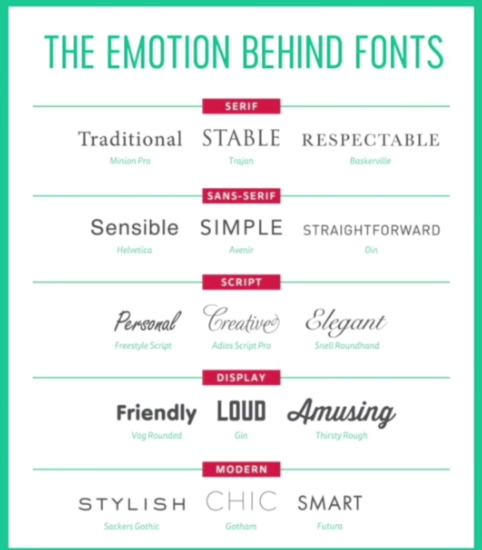 THE EMOTION BEHIND FONTS
SERIF
Traditional STABLE RESPECTABLE
Minion Pro Trajan Baskerville
SANS-SERIF
Sensible SIMPLE STRAIGHTFORWARD
Helvetica Avenir Din
SCRIPT
Personal Creative Elegant
Freestyle Script Adios Script Pro Snell Roundhand
DISPLAY
Friendly LOUD Amusing
Vag Rounded Gin Thirsty Rough
MODERN
STYLISH CHIC SMART
Sackers Gothic Gotham Futura